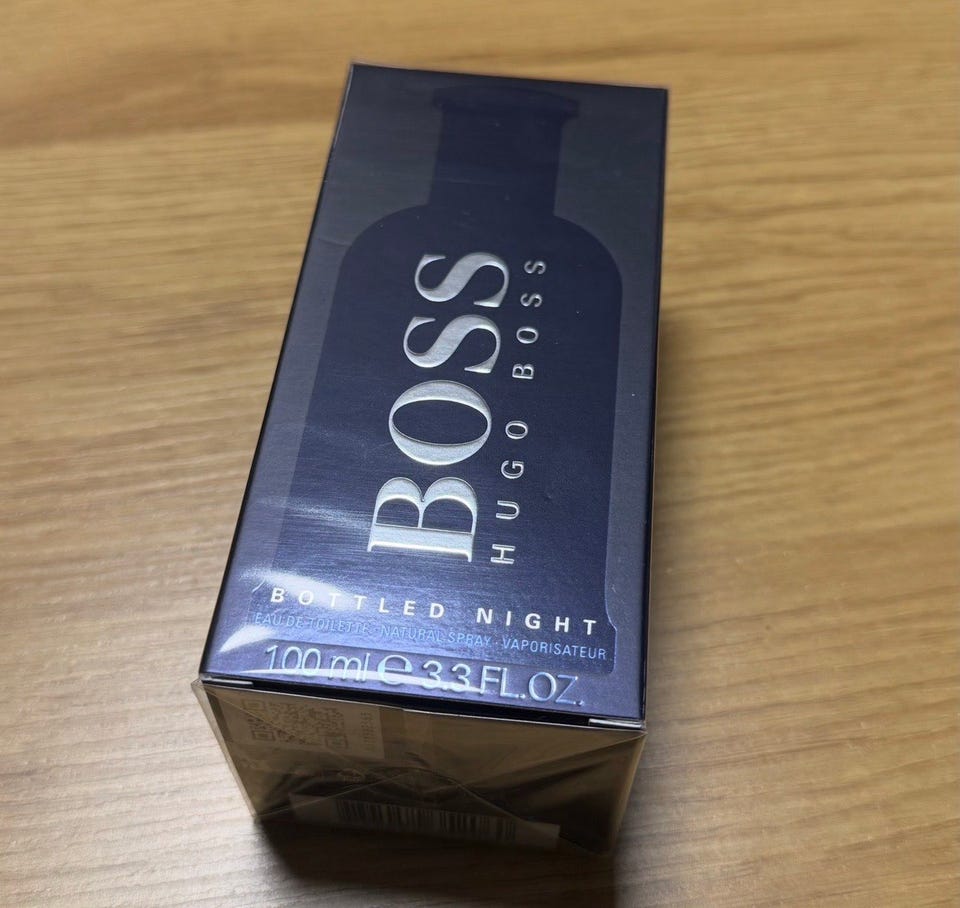 BOSS
HUGO BOSS
BOTTLED NIGHT
EAU DE TOILETTE · NATURAL SPRAY · VAPORISATEUR
100 ml ℮ 3.3 FL.OZ.